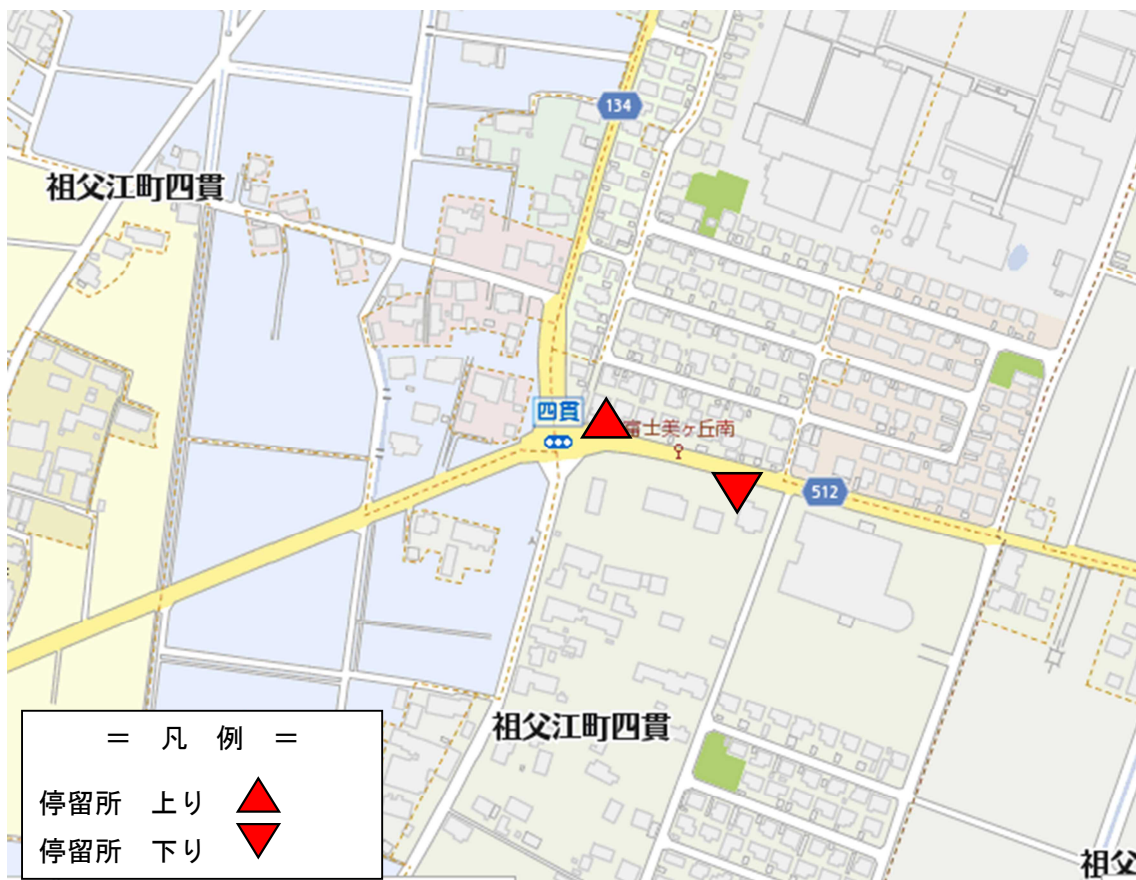 134
祖父江町四貫
四貫
富士美ヶ丘南
512
祖父江町四貫
＝ 凡 例 ＝
停留所 上り
停留所 下り
祖父